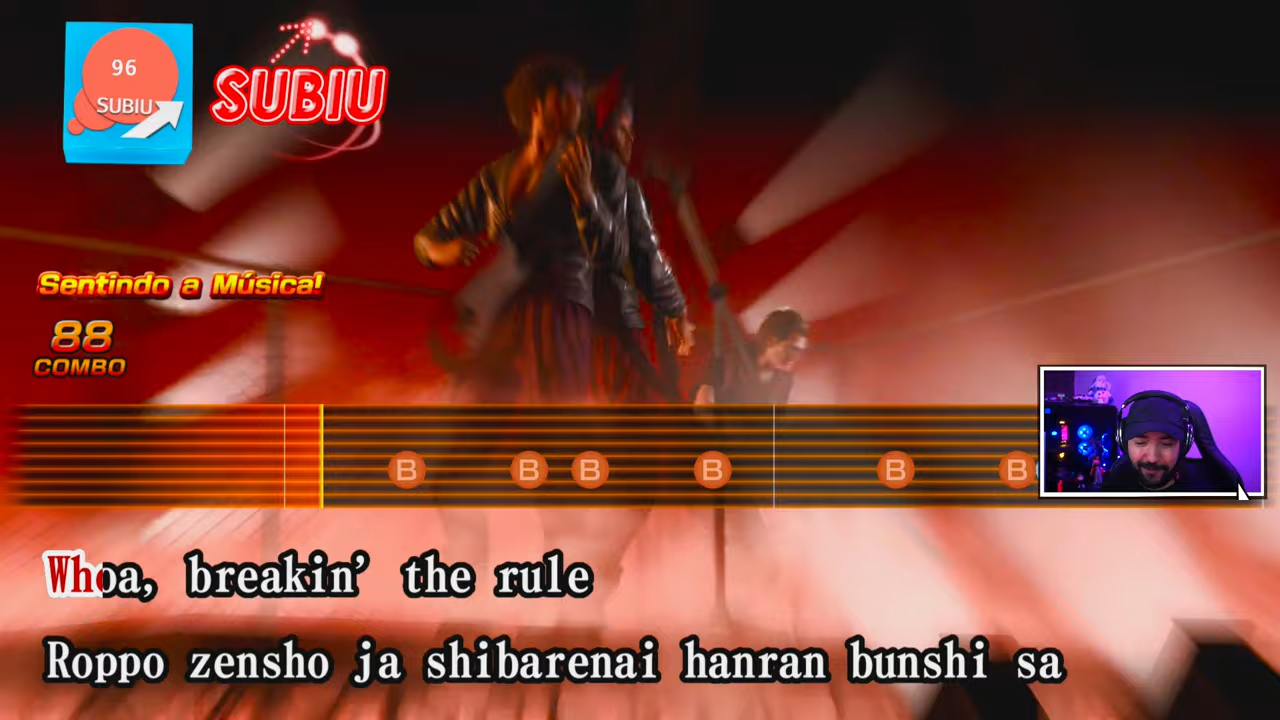 96
SUBIU
SUBIU
Sentindo a Música!
88
COMBO
B B B B B B
Whoa, breakin' the rule
Roppo zensho ja shibarenai hanran bunshi sa